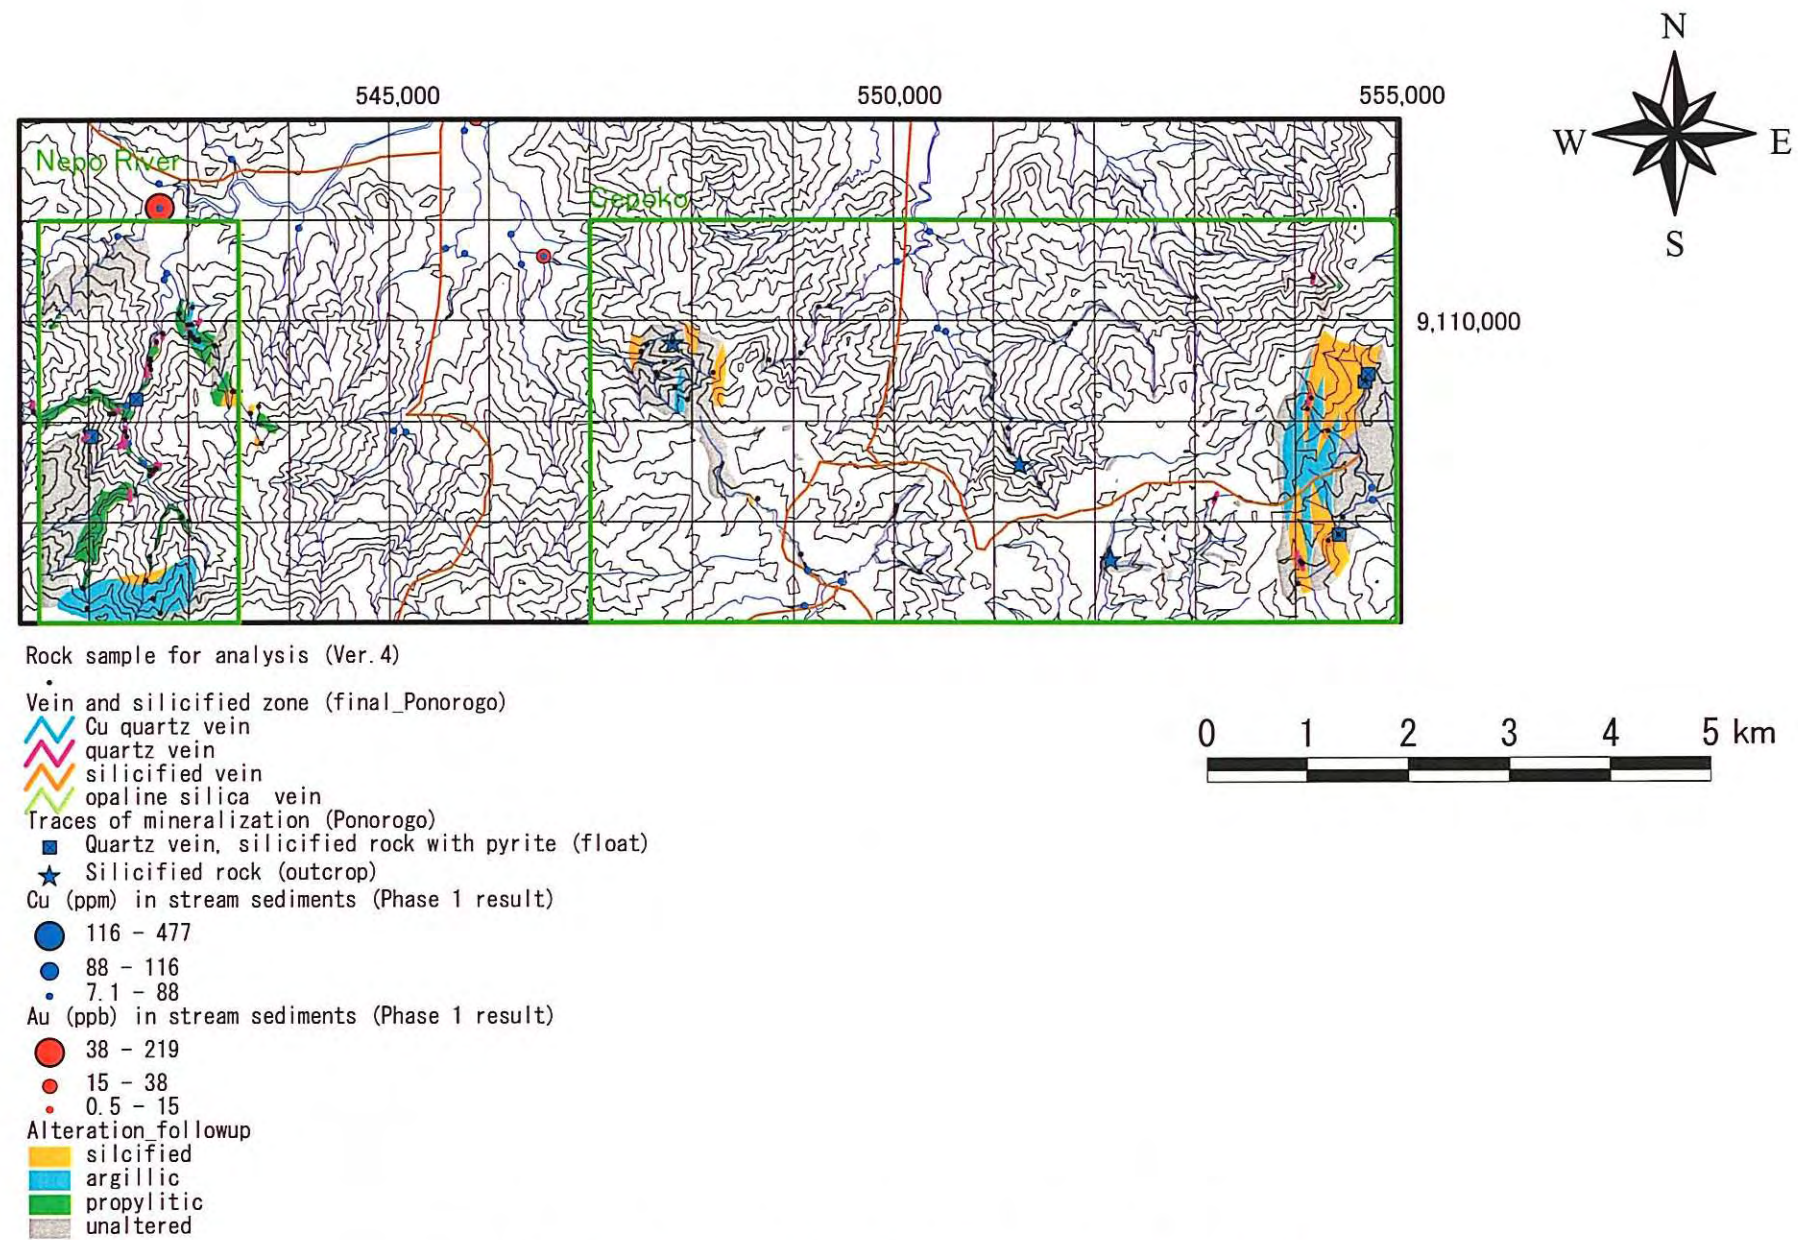 N
W E
S
545,000 550,000 555,000
Nepo River
Gepoko
9,110,000
Rock sample for analysis (Ver.4)
Vein and silicified zone (final_Ponorogo)
Cu quartz vein
quartz vein
silicified vein
opaline silica vein
Traces of mineralization (Ponorogo)
Quartz vein, silicified rock with pyrite (float)
Silicified rock (outcrop)
Cu (ppm) in stream sediments (Phase 1 result)
116 - 477
88 - 116
7.1 - 88
Au (ppb) in stream sediments (Phase 1 result)
38 - 219
15 - 38
0.5 - 15
Alteration_followup
silcified
argillic
propylitic
unaltered
0 1 2 3 4 5 km